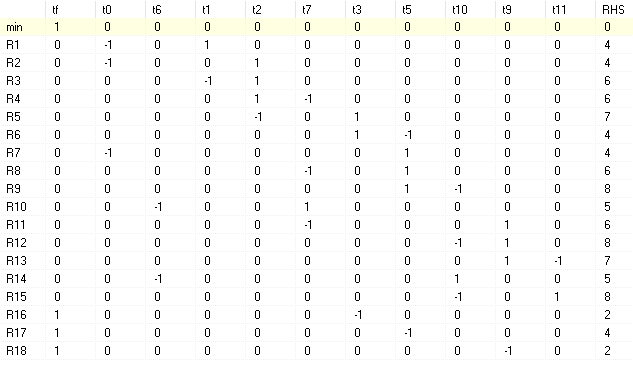 tf t0 t6 t1 t2 t7 t3 t5 t10 t9 t11 RHS
min 1 0 0 0 0 0 0 0 0 0 0 0
R1 0 -1 0 1 0 0 0 0 0 0 0 4
R2 0 -1 0 0 1 0 0 0 0 0 0 4
R3 0 0 0 -1 1 0 0 0 0 0 0 6
R4 0 0 0 0 1 -1 0 0 0 0 0 6
R5 0 0 0 0 -1 0 1 0 0 0 0 7
R6 0 0 0 0 0 0 1 -1 0 0 0 4
R7 0 -1 0 0 0 0 0 1 0 0 0 4
R8 0 0 0 0 0 -1 0 1 0 0 0 6
R9 0 0 0 0 0 0 0 1 -1 0 0 8
R10 0 0 -1 0 0 1 0 0 0 0 0 5
R11 0 0 0 0 0 -1 0 0 0 1 0 6
R12 0 0 0 0 0 0 0 0 -1 1 0 8
R13 0 0 0 0 0 0 0 0 0 1 -1 7
R14 0 0 -1 0 0 0 0 0 1 0 0 5
R15 0 0 0 0 0 0 0 0 -1 0 1 8
R16 1 0 0 0 0 0 -1 0 0 0 0 2
R17 1 0 0 0 0 0 0 -1 0 0 0 4
R18 1 0 0 0 0 0 0 0 0 -1 0 2